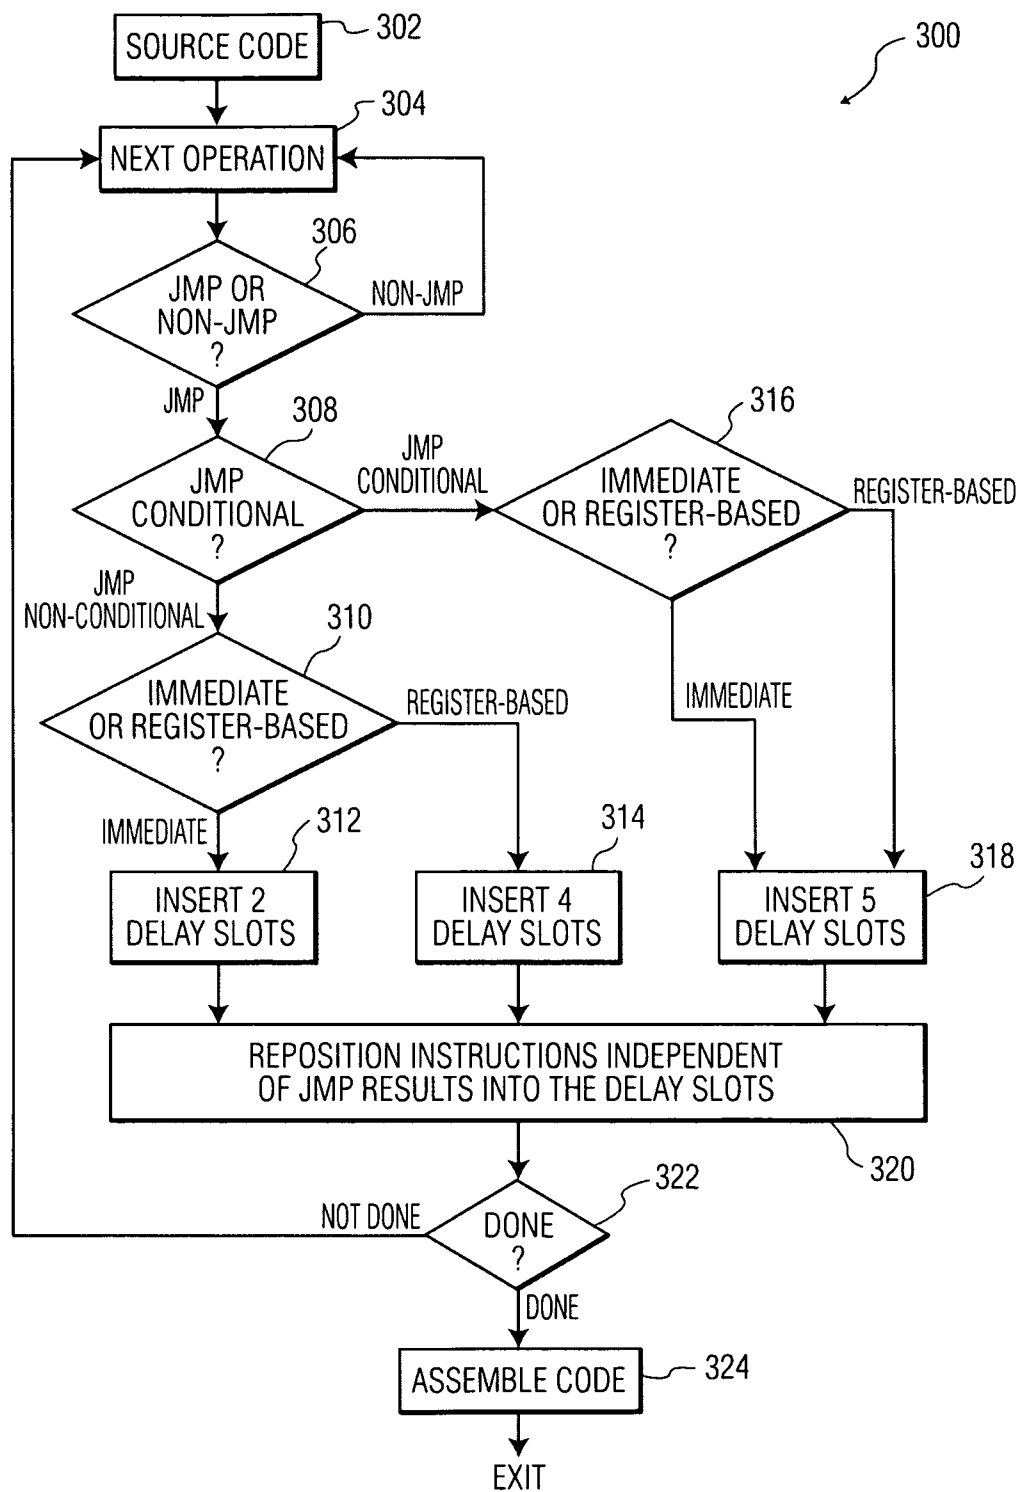 302
SOURCE CODE
300
304
NEXT OPERATION
306
JMP OR
NON-JMP
?
NON-JMP
JMP
308
316
JMP
CONDITIONAL
?
JMP
CONDITIONAL
IMMEDIATE
OR REGISTER-BASED
?
REGISTER-BASED
JMP
NON-CONDITIONAL
310
IMMEDIATE
OR REGISTER-BASED
?
REGISTER-BASED
IMMEDIATE
IMMEDIATE
312
314
318
INSERT 2
DELAY SLOTS
INSERT 4
DELAY SLOTS
INSERT 5
DELAY SLOTS
REPOSITION INSTRUCTIONS INDEPENDENT
OF JMP RESULTS INTO THE DELAY SLOTS
320
322
NOT DONE
DONE
?
DONE
324
ASSEMBLE CODE
EXIT